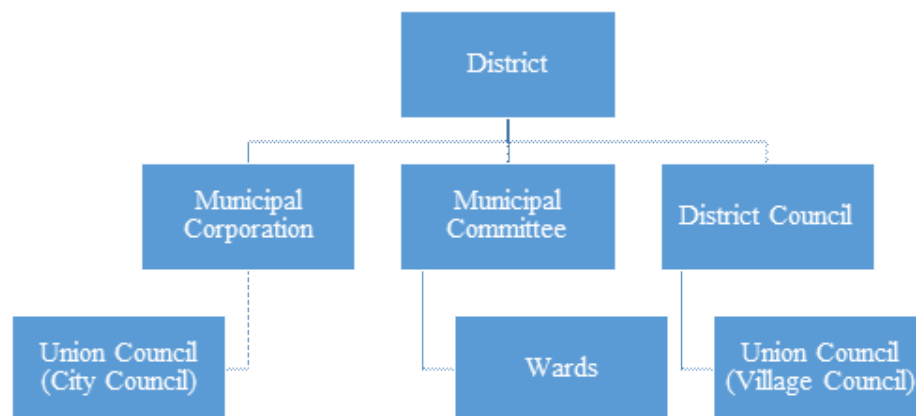 District
Municipal
Corporation
Municipal
Committee
District Council
Union Council
(City Council)
Wards
Union Council
(Village Council)